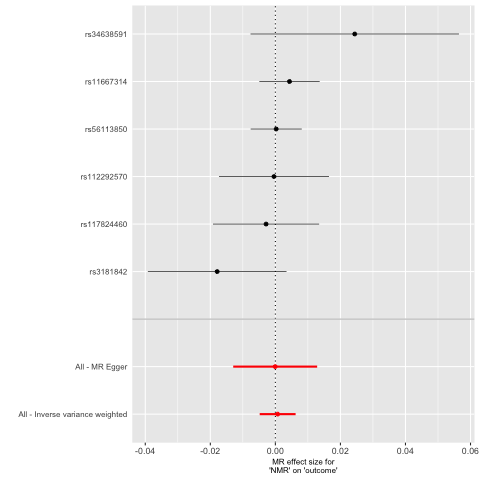 rs34638591
rs11667314
rs56113850
rs112292570
rs117824460
rs3181842
All - MR Egger
All - Inverse variance weighted
-0.04 -0.02 0.00 0.02 0.04 0.06
MR effect size for
'NMR' on 'outcome'